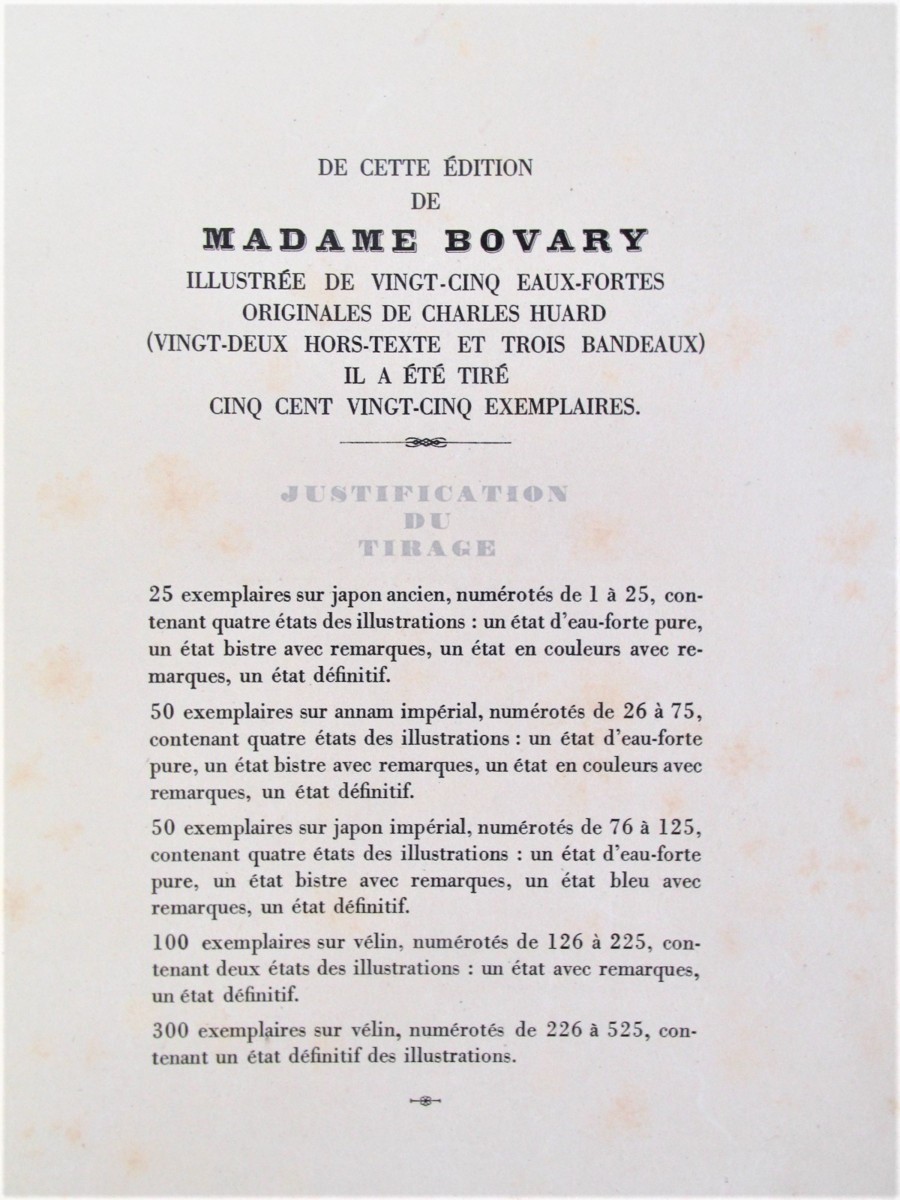 DE CETTE ÉDITION
DE
MADAME BOVARY
ILLUSTRÉE DE VINGT-CINQ EAUX-FORTES
ORIGINALES DE CHARLES HUARD
(VINGT-DEUX HORS-TEXTE ET TROIS BANDEAUX)
IL A ÉTÉ TIRÉ
CINQ CENT VINGT-CINQ EXEMPLAIRES.
JUSTIFICATION
DU
TIRAGE
25 exemplaires sur japon ancien, numérotés de 1 à 25, con-
tenant quatre états des illustrations : un état d'eau-forte pure,
un état bistre avec remarques, un état en couleurs avec re-
marques, un état définitif.
50 exemplaires sur annam impérial, numérotés de 26 à 75,
contenant quatre états des illustrations : un état d'eau-forte
pure, un état bistre avec remarques, un état en couleurs avec
remarques, un état définitif.
50 exemplaires sur japon impérial, numérotés de 76 à 125,
contenant quatre états des illustrations : un état d'eau-forte
pure, un état bistre avec remarques, un état bleu avec
remarques, un état définitif.
100 exemplaires sur vélin, numérotés de 126 à 225, con-
tenant deux états des illustrations : un état avec remarques,
un état définitif.
300 exemplaires sur vélin, numérotés de 226 à 525, con-
tenant un état définitif des illustrations.